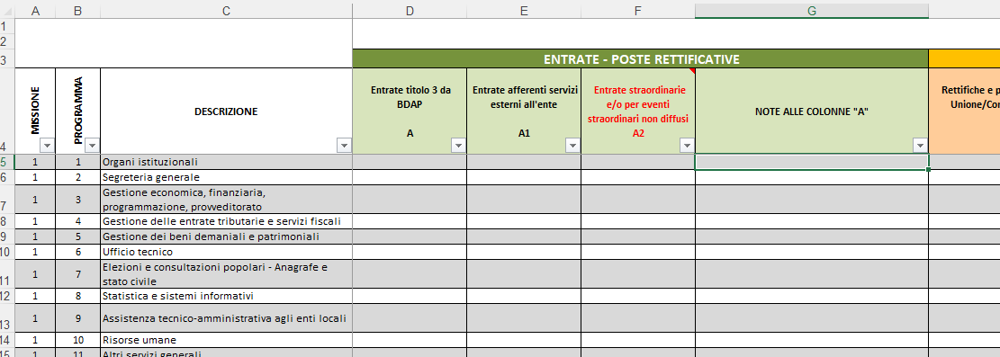 A B C D E F G
1
2
3 ENTRATE - POSTE RETTIFICATIVE
4 MISSIONE PROGRAMMA DESCRIZIONE
Entrate titolo 3 da
BDAP
A
Entrate afferenti servizi
esterni all'ente
A1
Entrate straordinarie
e/o per eventi
straordinari non diffusi
A2
NOTE ALLE COLONNE "A"
Rettifiche e
Unione/
5 1 1 Organi istituzionali
6 1 2 Segreteria generale
7 1 3 Gestione economica, finanziaria,
programmazione, provveditorato
8 1 4 Gestione delle entrate tributarie e servizi fiscali
9 1 5 Gestione dei beni demaniali e patrimoniali
10 1 6 Ufficio tecnico
11 1 7 Elezioni e consultazioni popolari - Anagrafe e
stato civile
12 1 8 Statistica e sistemi informativi
13 1 9 Assistenza tecnico-amministrativa agli enti locali
14 1 10 Risorse umane
15 1 11 Altri servizi generali